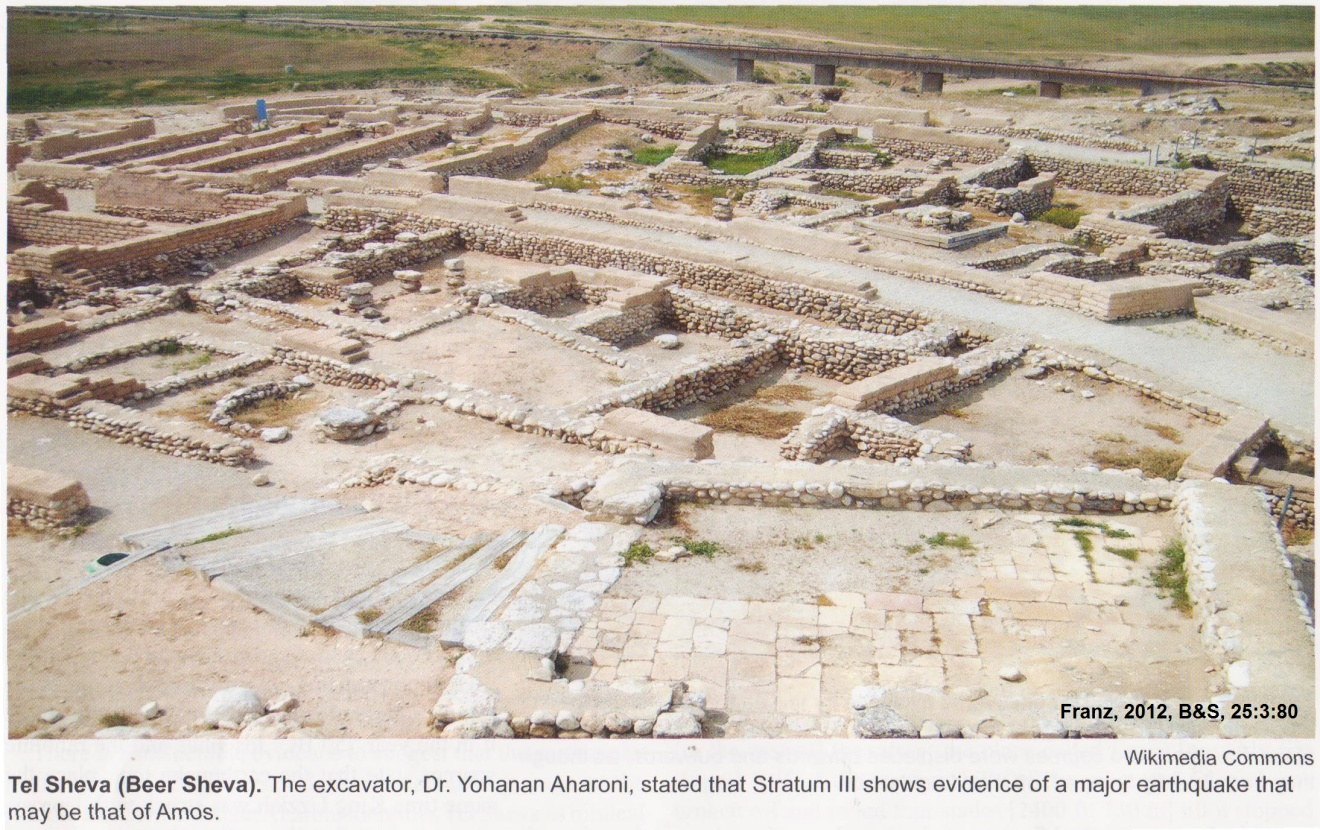 Franz, 2012, B&S, 25:3:80
Wikimedia Commons
Tel Sheva (Beer Sheva). The excavator, Dr. Yohanan Aharoni, stated that Stratum III shows evidence of a major earthquake that
may be that of Amos.